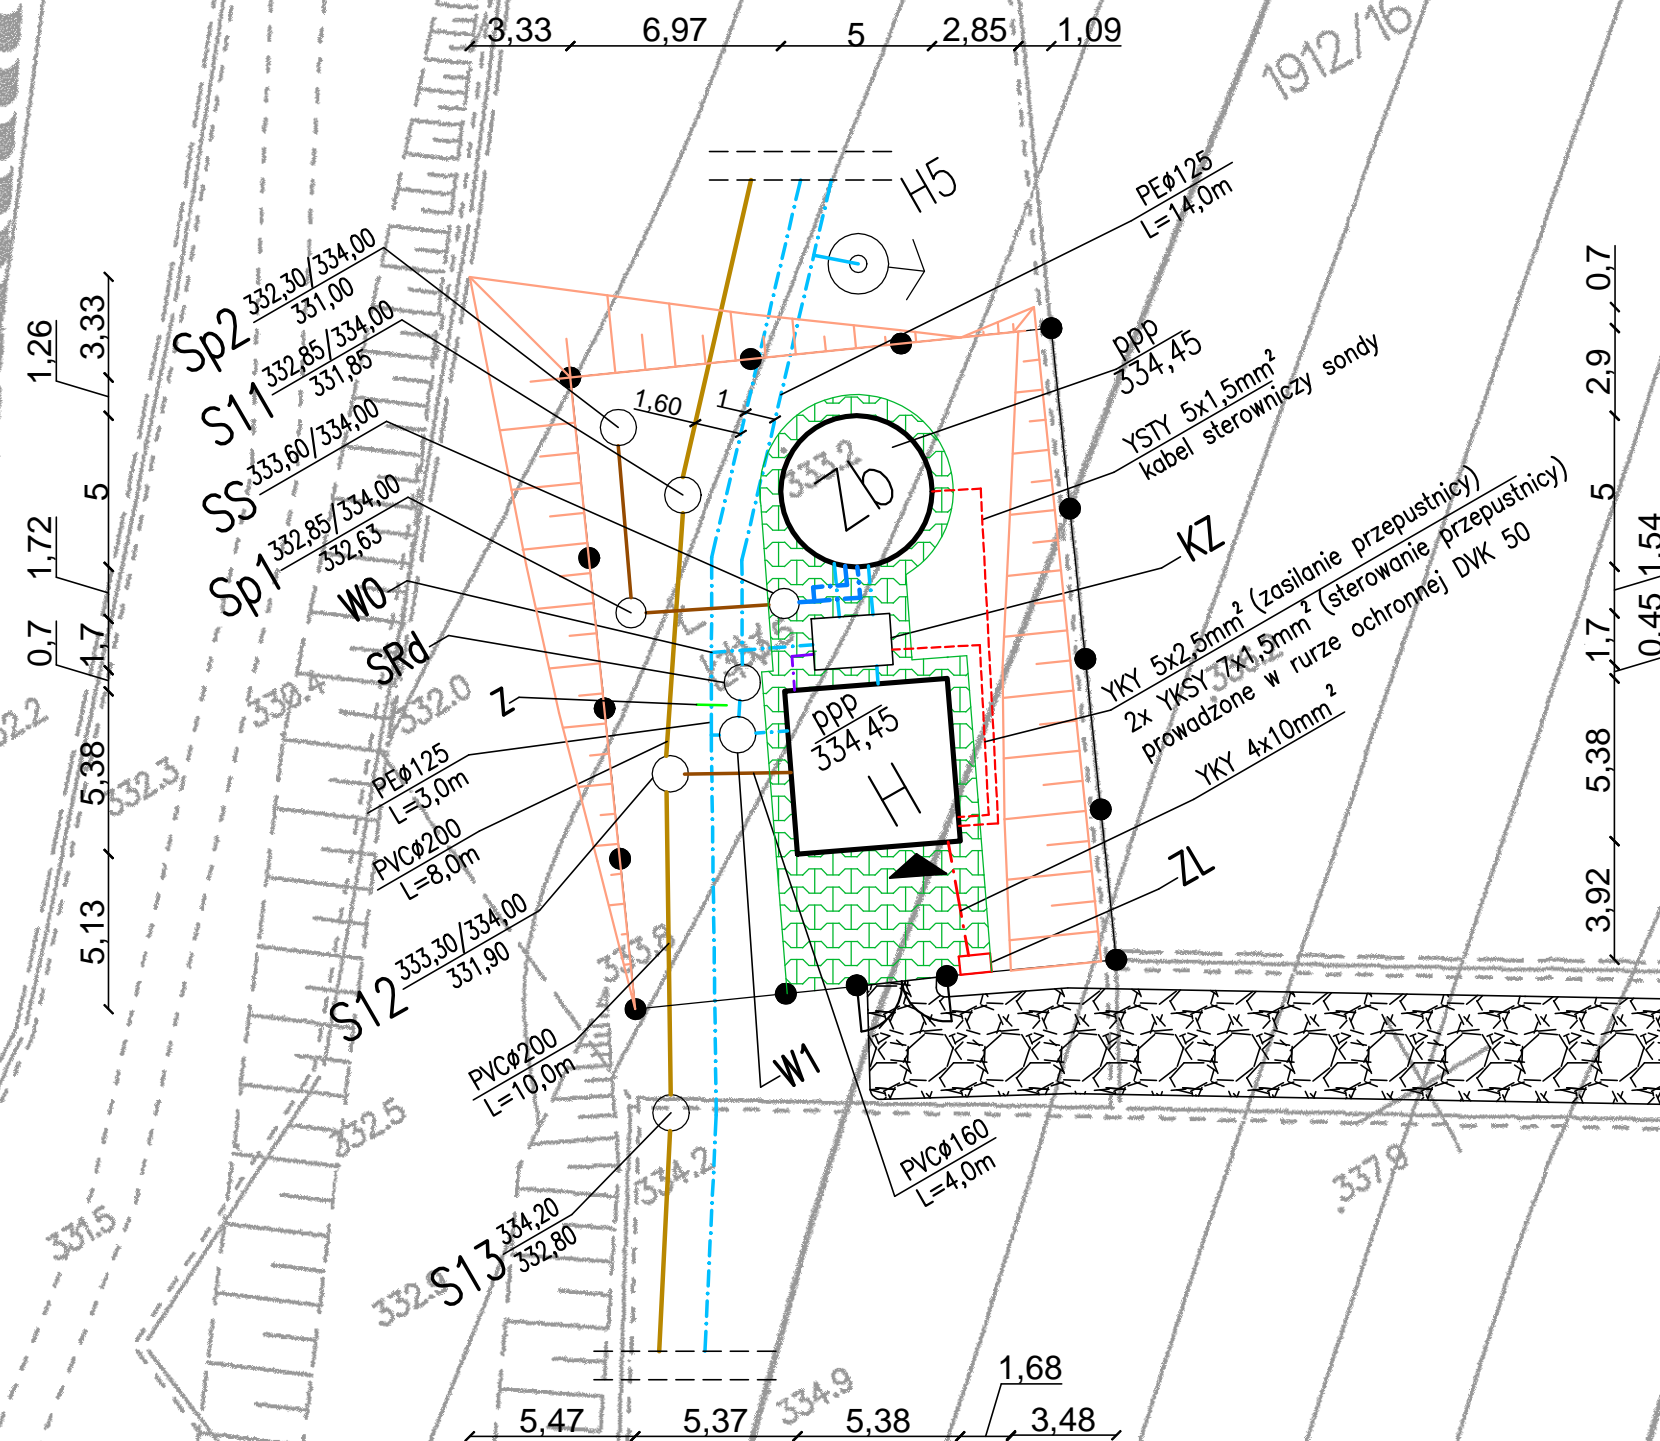 3,33
6,97
5
2,85
1,09
1912/16
H5
PEø125
L=14,0m
ppp
334,45
YSTY 5x1,5mm²
kabel sterowniczy sondy
KZ
YKY 5x2,5mm² (zasilanie przepustnicy)
2x YKSY 7x1,5mm² (sterowanie przepustnicy)
prowadzone w rurze ochronnej DVK 50
YKY 4x10mm²
ZL
Sp2 332,30/334,00
331,00
S11 332,85/334,00
331,85
SS 333,60/334,00
Sp1 332,85/334,00
332,63
W0
SRd
Z
PEø125
L=3,0m
PVCø200
L=8,0m
S12 333,30/334,00
331,90
PVCø200
L=10,0m
S13 334,20
332,80
W1
PVCø160
L=4,0m
1,60
1
Zb
333.2
ppp
334,45
H
3,33
1,26
5
1,72
1,7
0,7
5,38
5,13
0,7
2,9
5
1,54
0,45
1,7
5,38
3,92
330.4
332.0
332.3
332.5
331.5
334.2
334.9
337.9
1,68
5,47
5,37
5,38
3,48